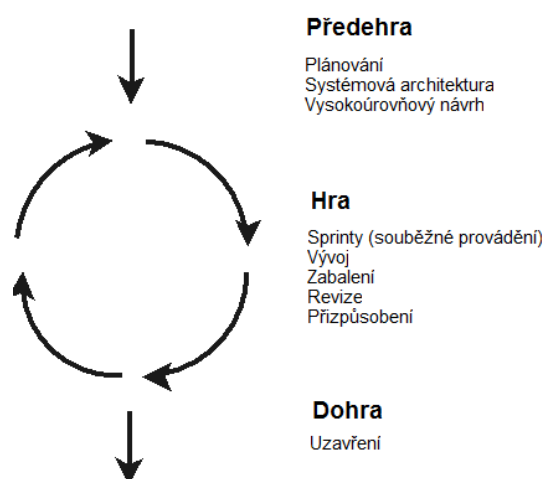 Předehra
Plánování
Systémová architektura
Vysokoúrovňový návrh
Hra
Sprinty (souběžné provádění)
Vývoj
Zabalení
Revize
Přizpůsobení
Dohra
Uzavření